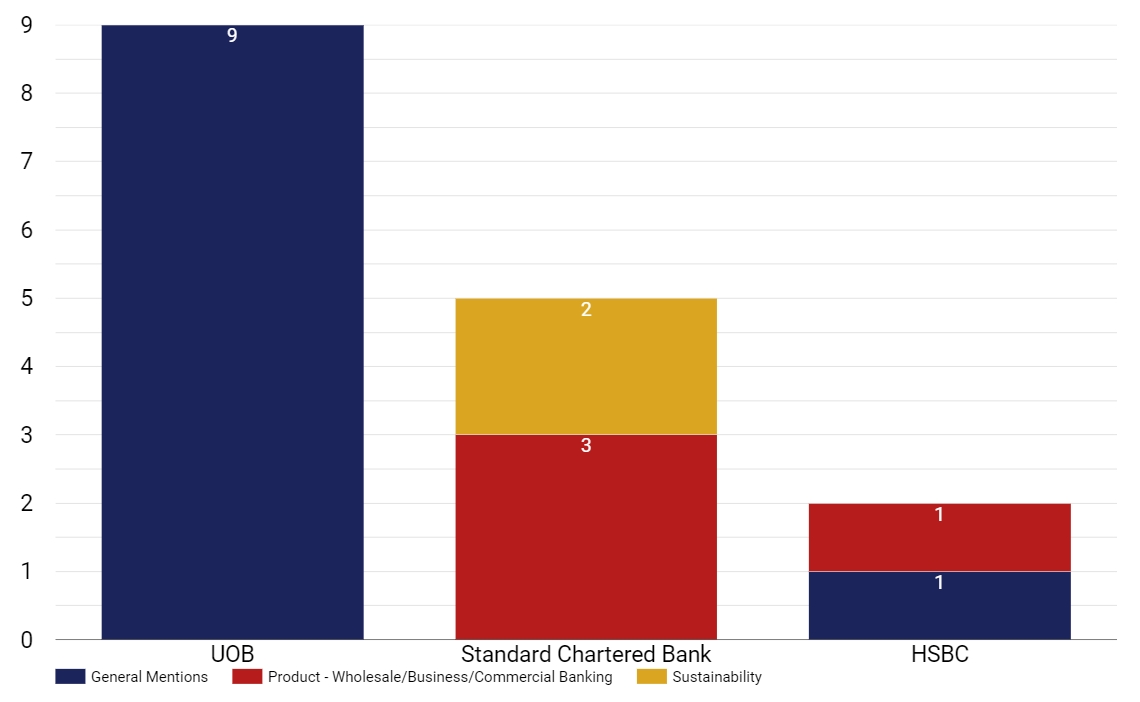 9
8
7
6
5
4
3
2
1
0
9
2
3
1
1
UOB
Standard Chartered Bank
HSBC
General Mentions
Product - Wholesale/Business/Commercial Banking
Sustainability